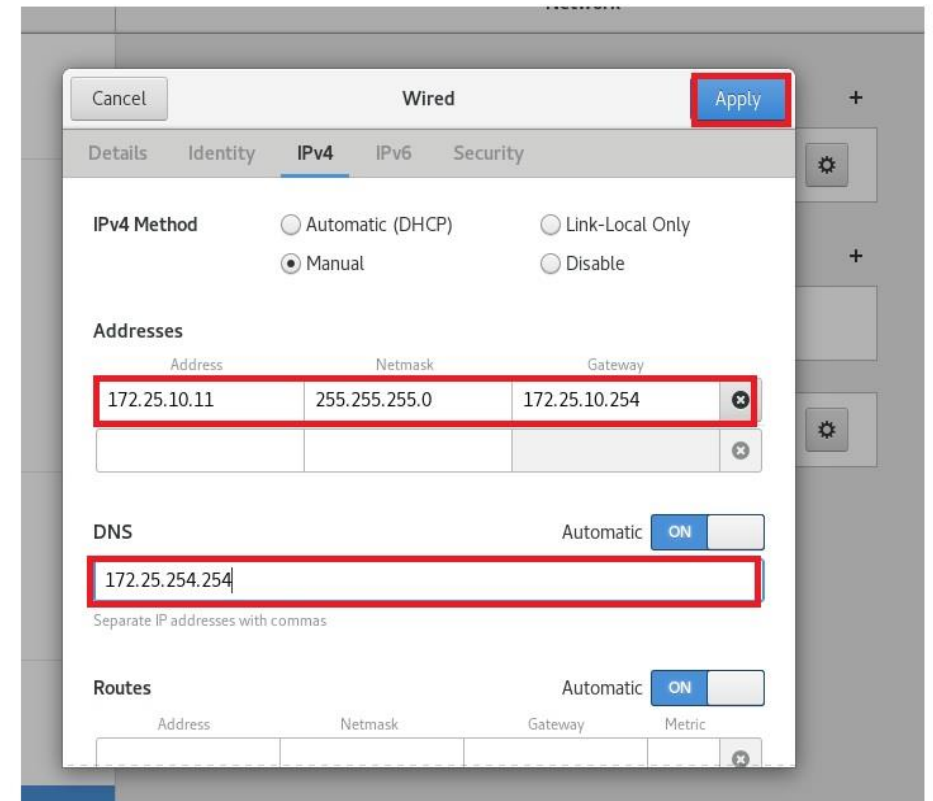 Cancel Wired Apply
Details Identity IPv4 IPv6 Security
IPv4 Method Automatic (DHCP) Link-Local Only
Manual Disable
Addresses
Address Netmask Gateway
172.25.10.11 255.255.255.0 172.25.10.254
DNS Automatic ON
172.25.254.254
Separate IP addresses with commas
Routes Automatic ON
Address Netmask Gateway Metric